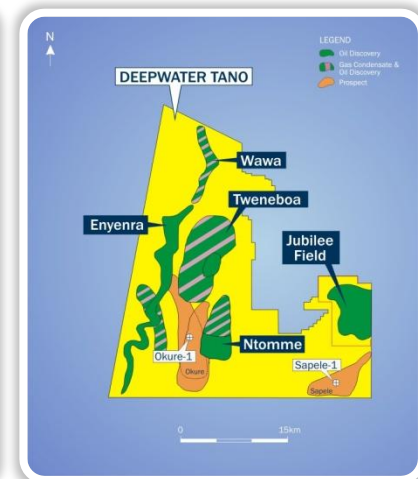 N
LEGEND
Oil Discovery
Gas Condensate &
Oil Discovery
Prospect
DEEPWATER TANO
Wawa
Tweneboa
Enyenra
Jubilee
Field
Ntomme
Okure-1
Okure
Sapele-1
Sapele
0
15km